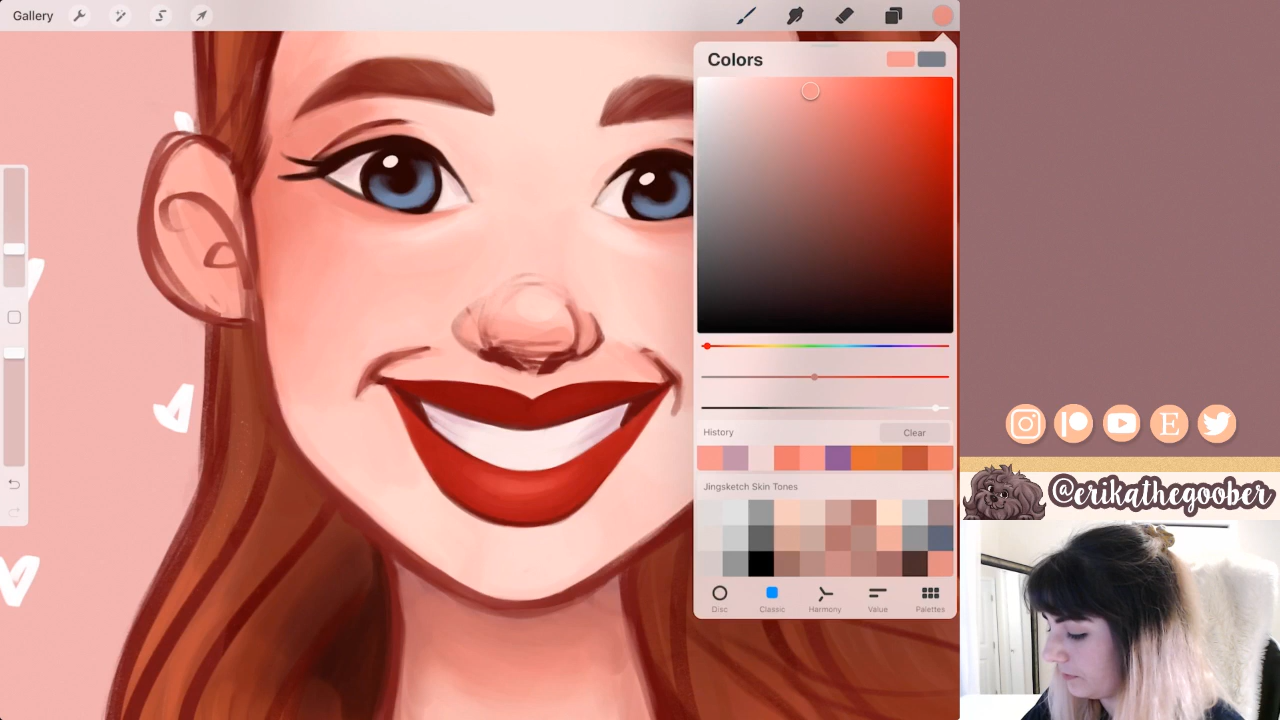 Gallery
Colors
History
Clear
Jingsketch Skin Tones
Disc
Classic
Harmony
Value
Palettes
E
@erikathegoober